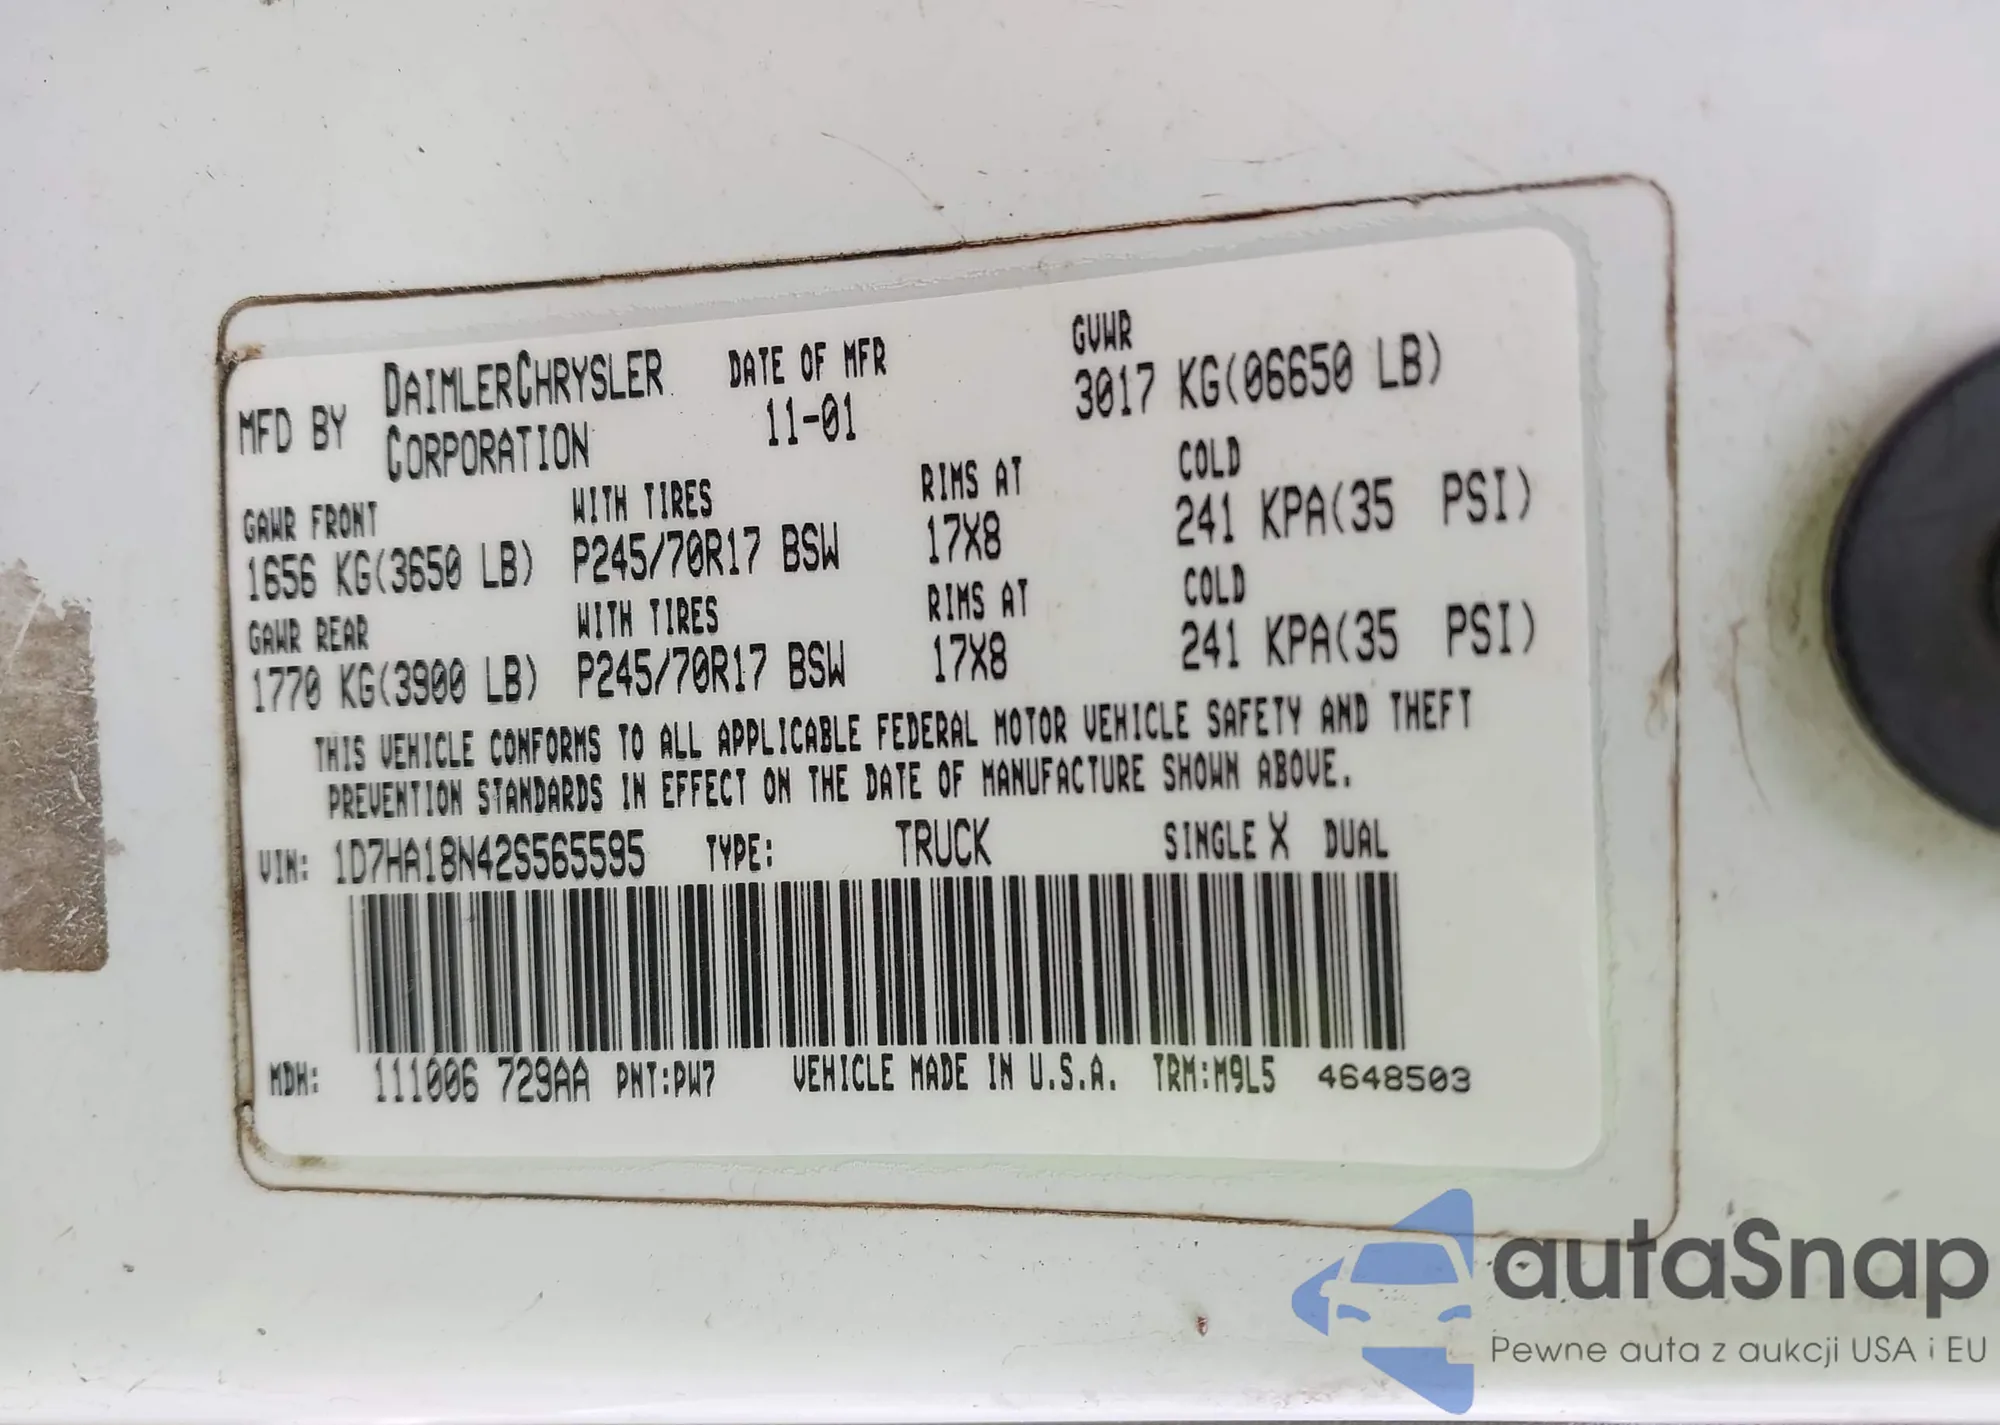 MFD BY DAIMLERCHRYSLER CORPORATION DATE OF MFR 11-01 GVWR 3017 KG(06650 LB)
GAWR FRONT WITH TIRES RIMS AT COLD
1656 KG(3650 LB) P245/70R17 BSW 17X8 241 KPA(35 PSI)
GAWR REAR WITH TIRES RIMS AT COLD
1770 KG(3900 LB) P245/70R17 BSW 17X8 241 KPA(35 PSI)
THIS VEHICLE CONFORMS TO ALL APPLICABLE FEDERAL MOTOR VEHICLE SAFETY AND THEFT
PREVENTION STANDARDS IN EFFECT ON THE DATE OF MANUFACTURE SHOWN ABOVE.
VIN: 1D7HA18N42S565595 TYPE: TRUCK SINGLE X DUAL
MDH: 111006 729AA PNT:PW7 VEHICLE MADE IN U.S.A. TRM:M9L5 4648503
autaSnap
Pewne auta z aukcji USA i EU